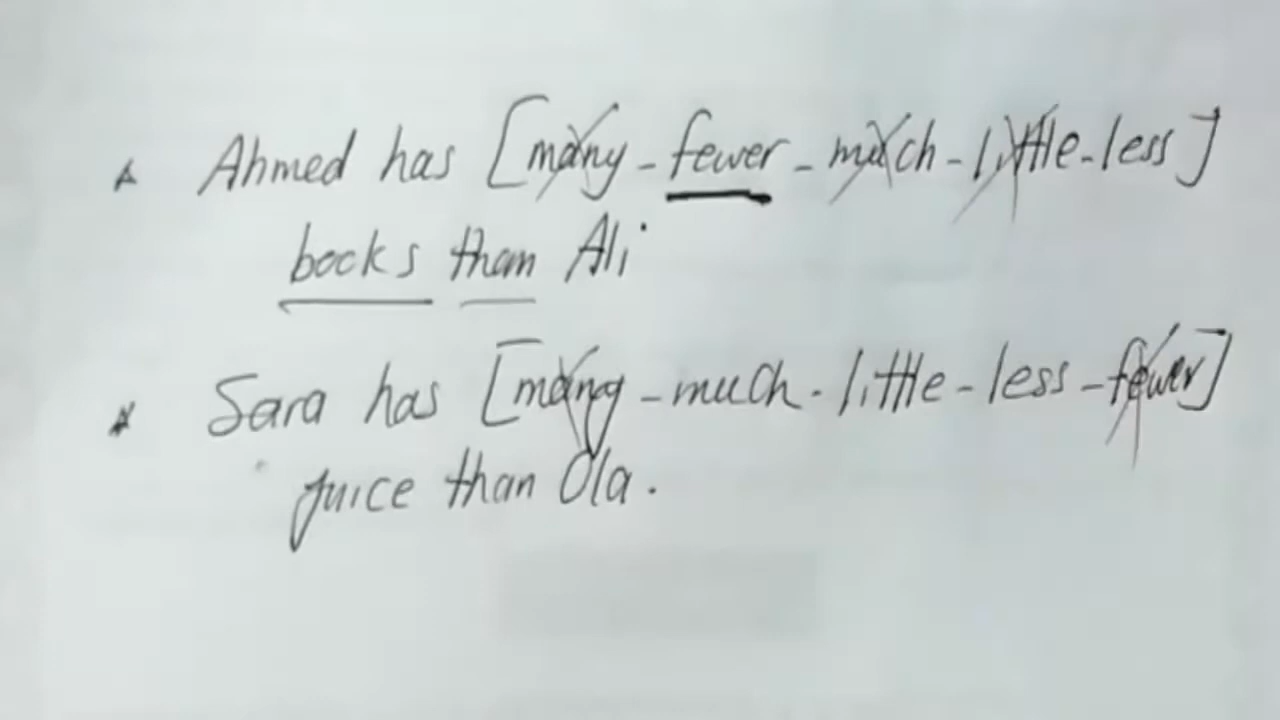 * Ahmed has [many - fewer - much - little - less]
books than Ali
* Sara has [many - much - little - less - fewer]
juice than Ola.